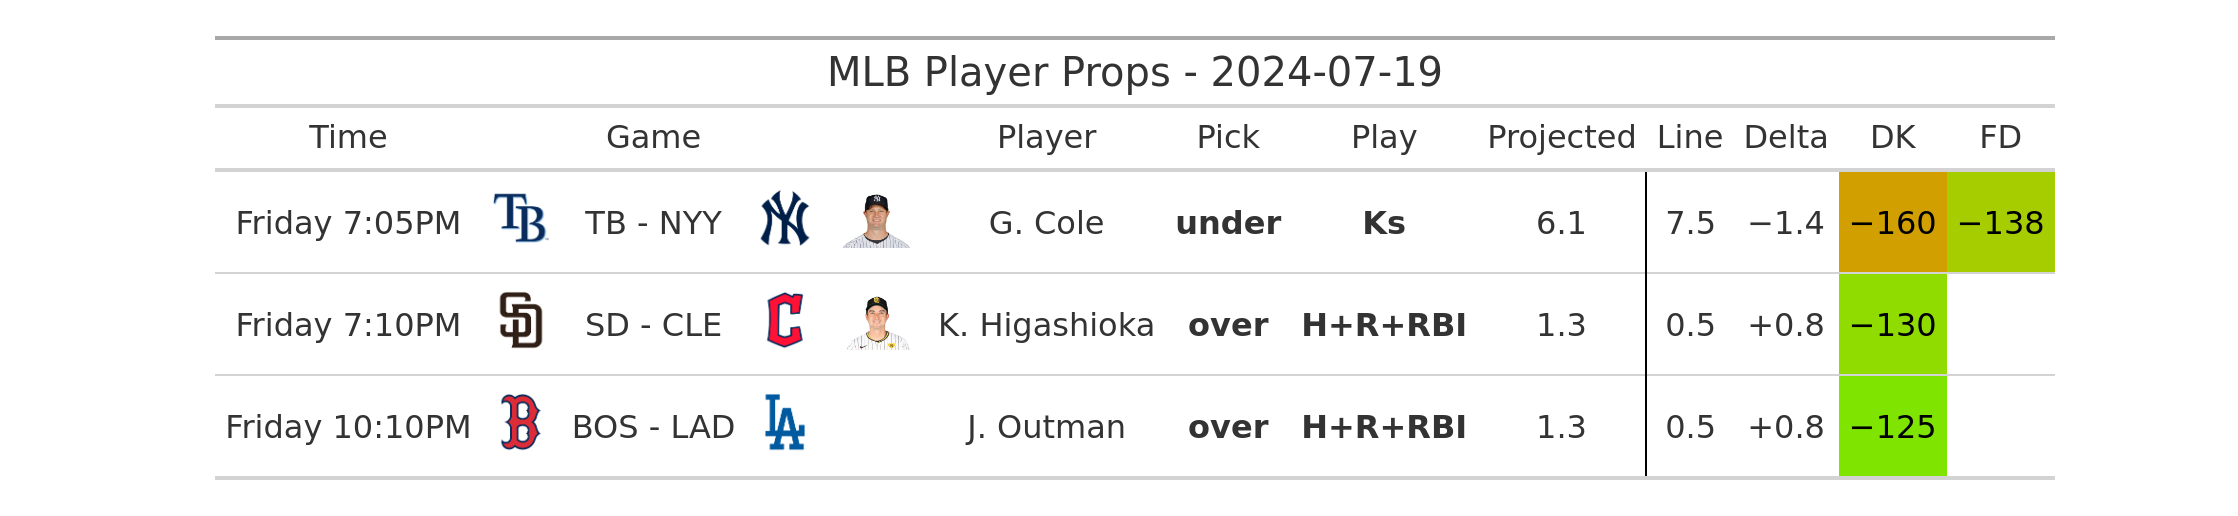 MLB Player Props - 2024-07-19
Time Game Player Pick Play Projected Line Delta DK FD
Friday 7:05PM TB TB - NYY NY G. Cole under Ks 6.1 7.5 −1.4 −160 −138
Friday 7:10PM SD SD - CLE C K. Higashioka over H+R+RBI 1.3 0.5 +0.8 −130
Friday 10:10PM B BOS - LAD LA J. Outman over H+R+RBI 1.3 0.5 +0.8 −125